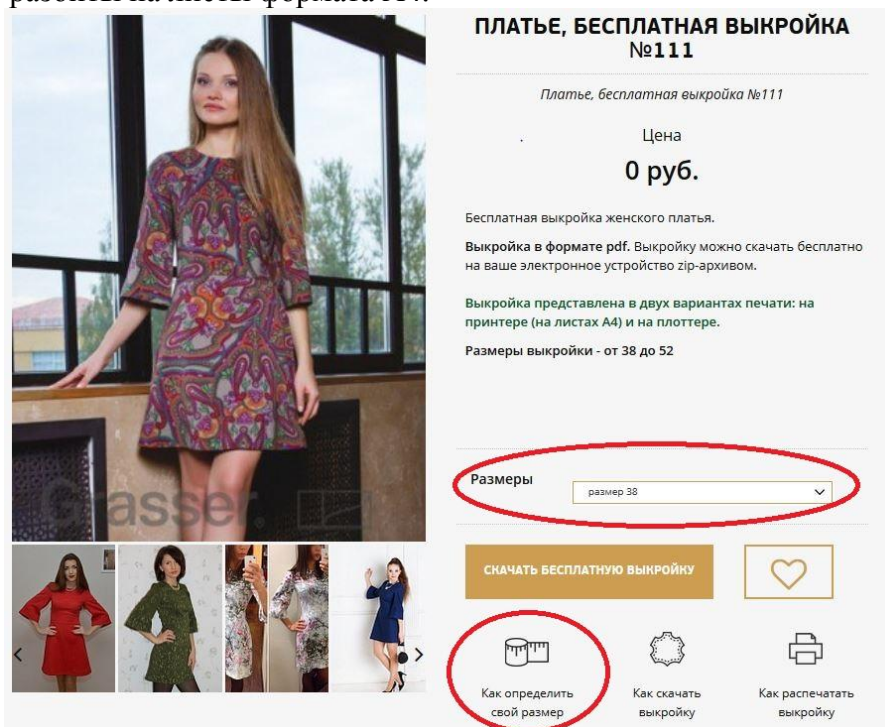 ПЛАТЬЕ, БЕСПЛАТНАЯ ВЫКРОЙКА
№111
Платье, бесплатная выкройка №111
Цена
0 руб.
Бесплатная выкройка женского платья.
Выкройка в формате pdf. Выкройку можно скачать бесплатно
на ваше электронное устройство zip-архивом.
Выкройка представлена в двух вариантах печати: на
принтере (на листах А4) и на плоттере.
Размеры выкройки - от 38 до 52
Размеры
размер 38
Grasser.
СКАЧАТЬ БЕСПЛАТНУЮ ВЫКРОЙКУ
Как определить
свой размер
Как скачать
выкройку
Как распечатать
выкройку